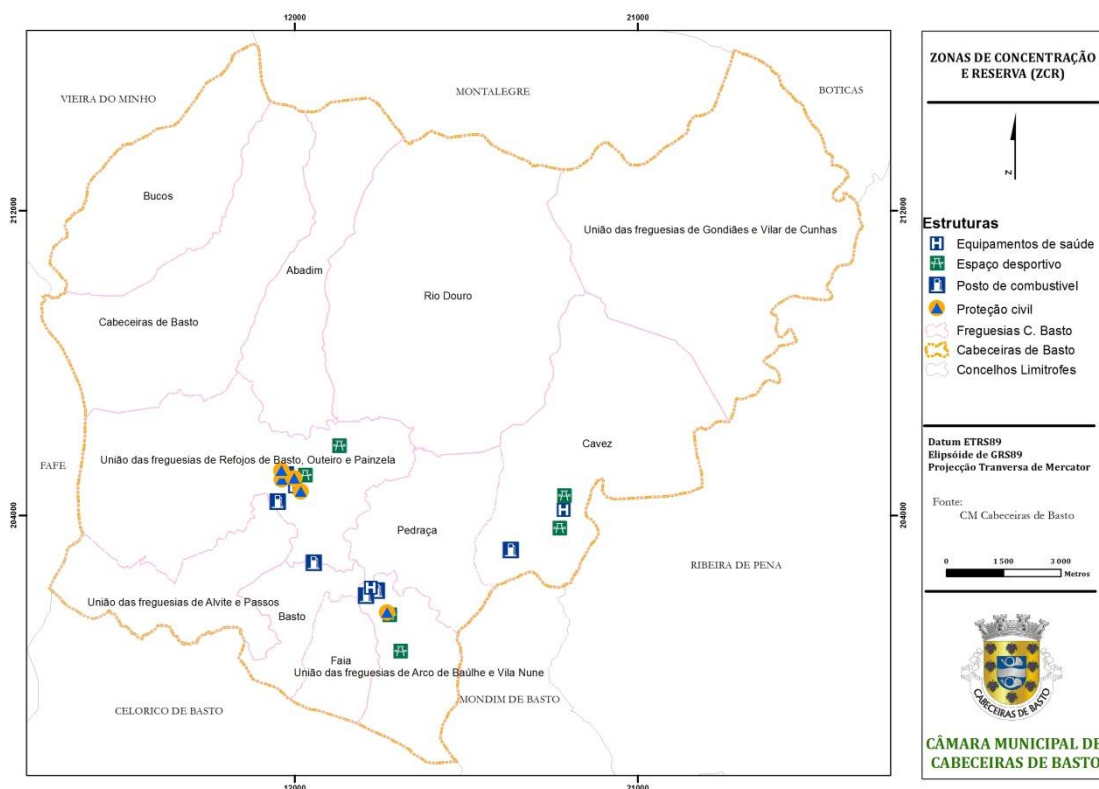 12000
21000
VIEIRA DO MINHO
MONTALEGRE
BOTICAS
Bucos
212000
212000
União das freguesias de Gondiães e Vilar de Cunhas
Abadim
Rio Douro
Cabeceiras de Basto
Cavez
FAFE
União das freguesias de Refojos de Basto, Outeiro e Painzela
204000
204000
Pedraça
RIBEIRA DE PENA
União das freguesias de Alvite e Passos
Basto
Faia
União das freguesias de Arco de Baúlhe e Vila Nune
MONDIM DE BASTO
CELORICO DE BASTO
12000
21000
ZONAS DE CONCENTRAÇÃO
E RESERVA (ZCR)
N
Estruturas
H Equipamentos de saúde
Espaço desportivo
Posto de combustivel
Proteção civil
Freguesias C. Basto
Cabeceiras de Basto
Concelhos Limitrofes
Datum ETRS89
Elipsóide de GRS89
Projecção Tranversa de Mercator
Fonte:
CM Cabeceiras de Basto
0 1 500 3 000
Metros
CABECEIRAS DE BASTO
CÂMARA MUNICIPAL DE
CABECEIRAS DE BASTO